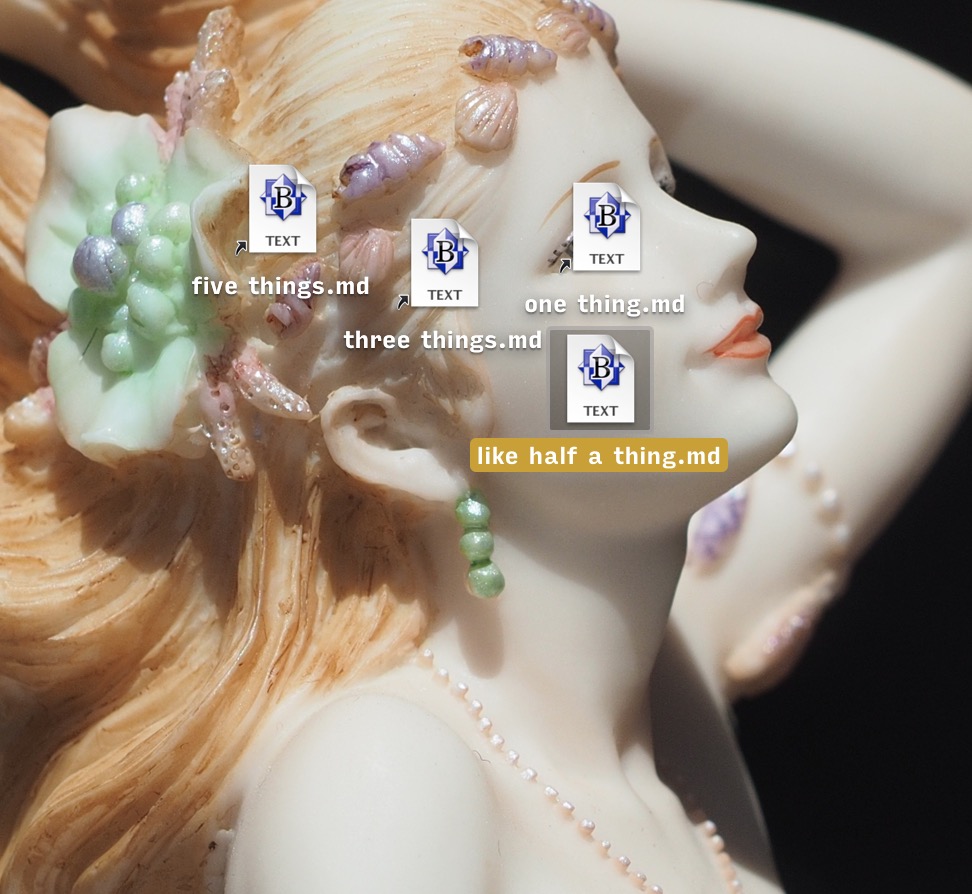 B
TEXT
five things.md
B
TEXT
three things.md
B
TEXT
one thing.md
B
TEXT
like half a thing.md